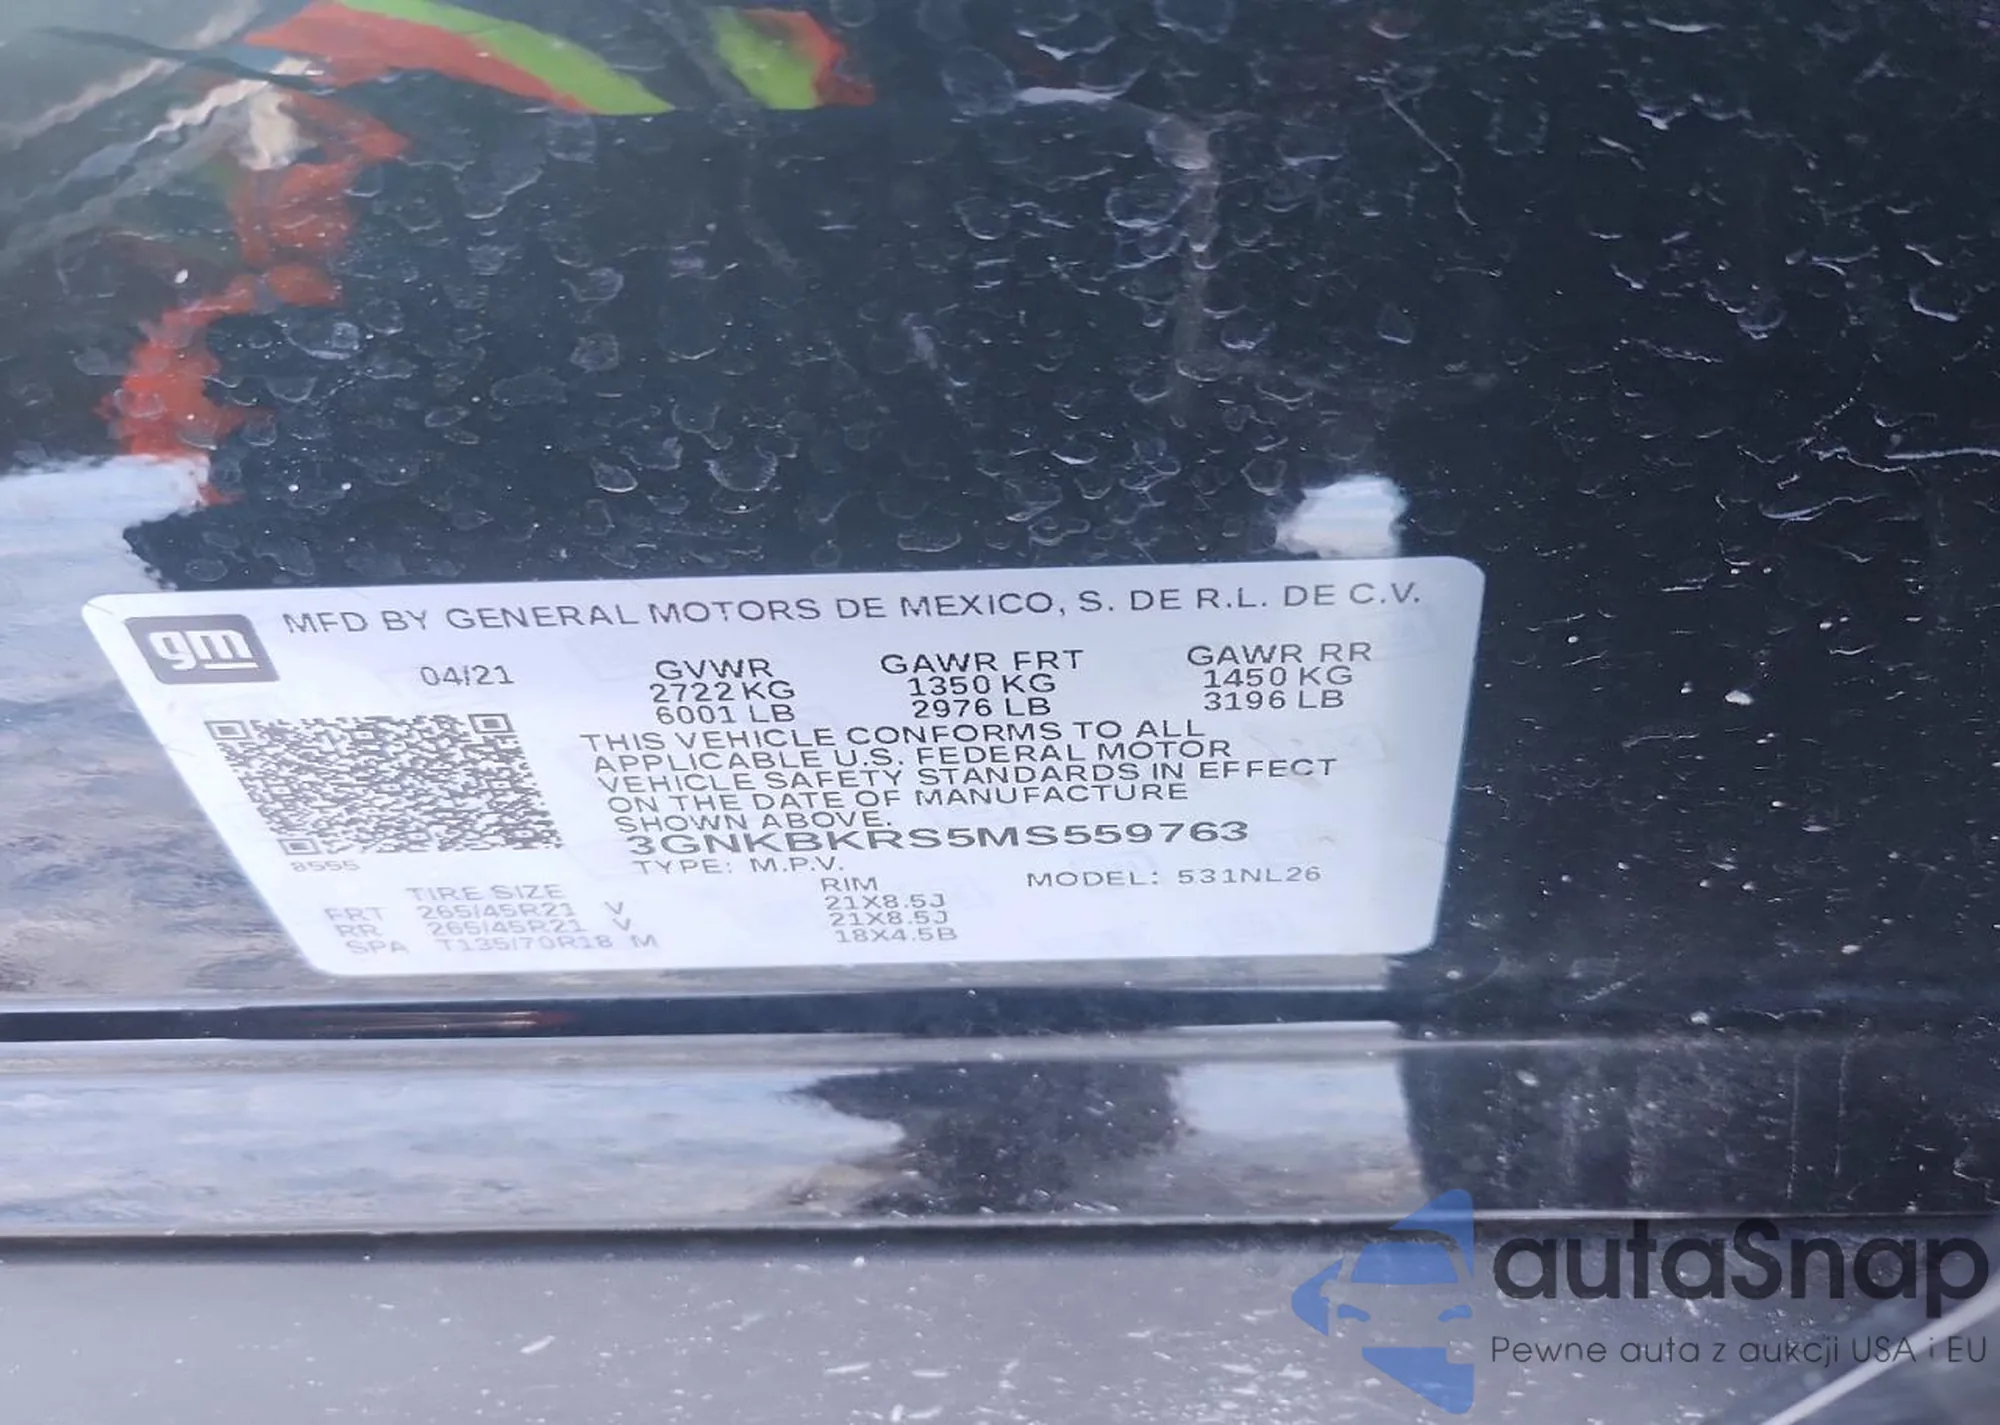 gm
MFD BY GENERAL MOTORS DE MEXICO, S. DE R.L. DE C.V.
04/21 GVWR GAWR FRT GAWR RR
2722 KG 1350 KG 1450 KG
6001 LB 2976 LB 3196 LB
THIS VEHICLE CONFORMS TO ALL
APPLICABLE U.S. FEDERAL MOTOR
VEHICLE SAFETY STANDARDS IN EFFECT
ON THE DATE OF MANUFACTURE
SHOWN ABOVE.
3GNKBKRS5MS559763
8555
TYPE: M.P.V. MODEL: 531NL26
TIRE SIZE RIM
FRT 265/45R21 V 21X8.5J
RR 265/45R21 V 21X8.5J
SPA T135/70R18 M 18X4.5B
autaSnap
Pewne auta z aukcji USA i EU